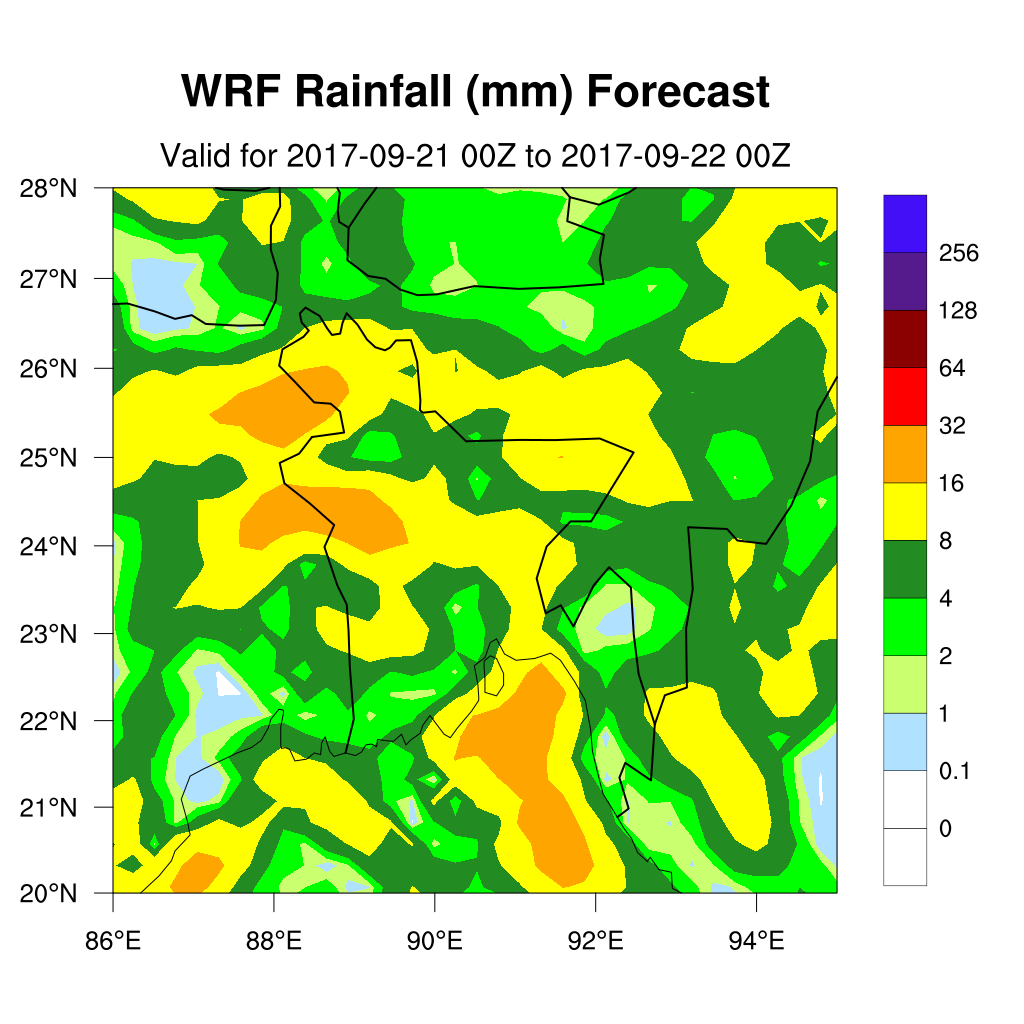 WRF Rainfall (mm) Forecast
Valid for 2017-09-21 00Z to 2017-09-22 00Z
28°N
27°N
26°N
25°N
24°N
23°N
22°N
21°N
20°N
86°E 88°E 90°E 92°E 94°E
256
128
64
32
16
8
4
2
1
0.1
0